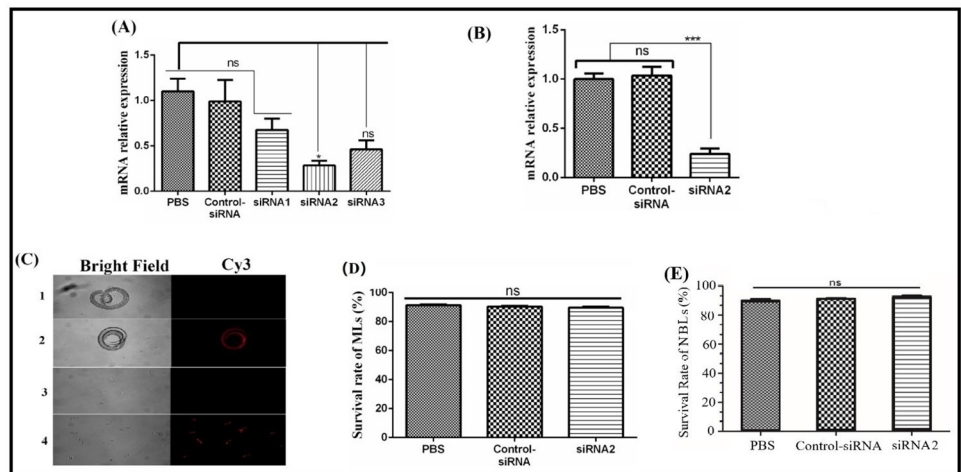 (A)
mRNA relative expression
1.5
1.0
0.5
0.0
ns
*
ns
PBS
Control-
siRNA
siRNA1
siRNA2
siRNA3
(B)
mRNA relative expression
1.5
1.0
0.5
0.0
ns
***
PBS
Control-
siRNA
siRNA2
(C)
Bright Field
Cy3
1
2
3
4
(D)
Survival rate of MLs (%)
100
80
60
40
20
0
ns
PBS
Control-
siRNA
siRNA2
(E)
Survival Rate of NBLs (%)
100
80
60
40
20
0
ns
PBS
Control-siRNA
siRNA2